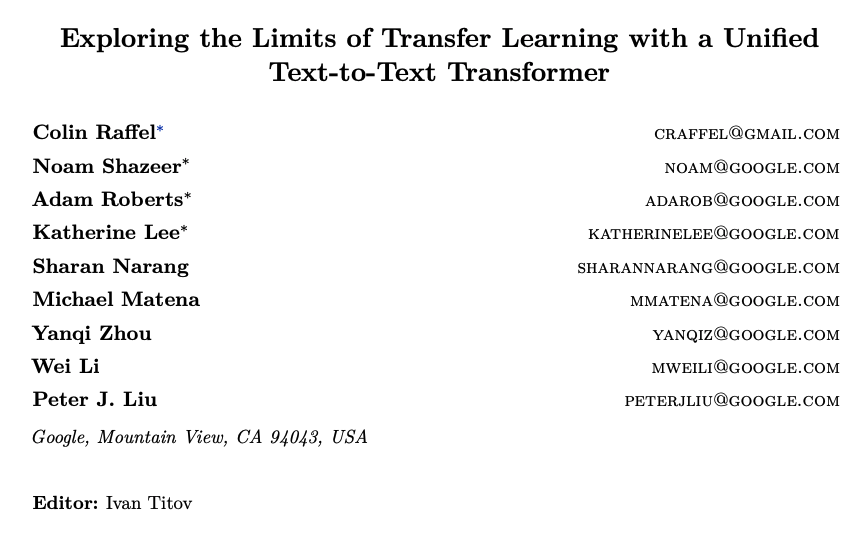 Exploring the Limits of Transfer Learning with a Unified
Text-to-Text Transformer
Colin Raffel* CRAFFEL@GMAIL.COM
Noam Shazeer* NOAM@GOOGLE.COM
Adam Roberts* ADAROB@GOOGLE.COM
Katherine Lee* KATHERINELEE@GOOGLE.COM
Sharan Narang SHARANNARANG@GOOGLE.COM
Michael Matena MMATENA@GOOGLE.COM
Yanqi Zhou YANQIZ@GOOGLE.COM
Wei Li MWEILI@GOOGLE.COM
Peter J. Liu PETERJLIU@GOOGLE.COM
Google, Mountain View, CA 94043, USA
Editor: Ivan Titov